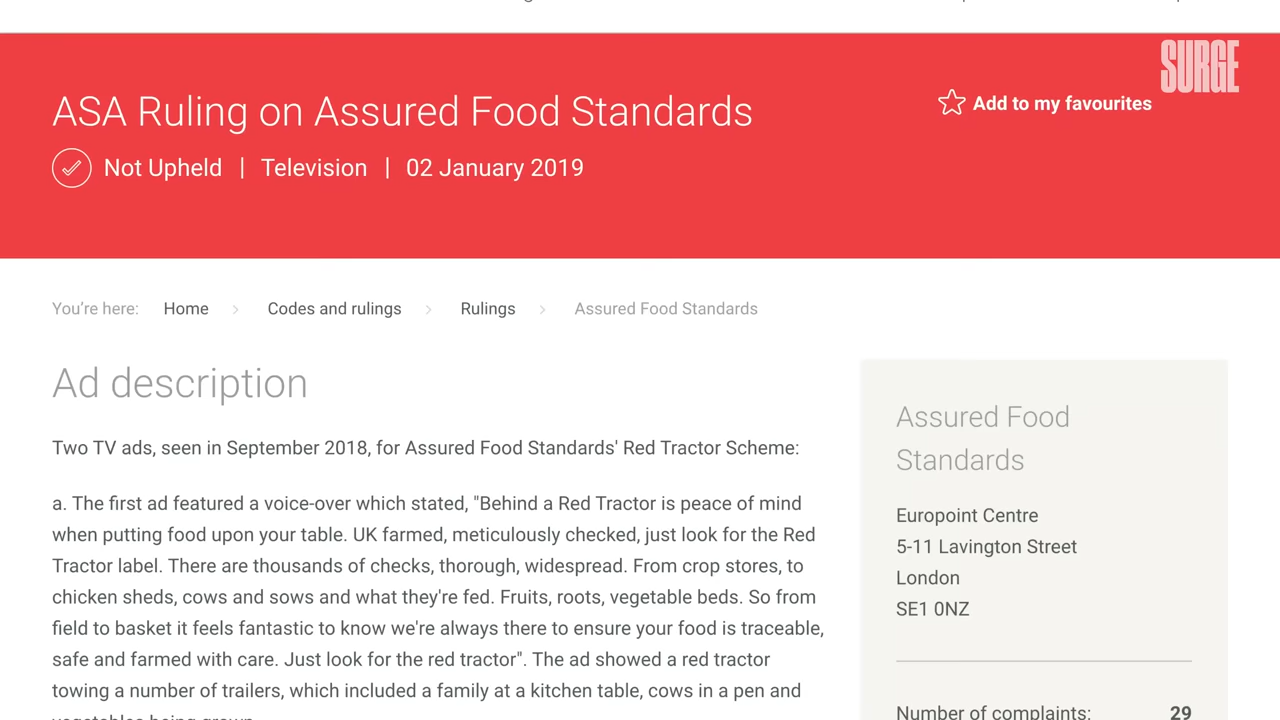 SURGE
ASA Ruling on Assured Food Standards
Add to my favourites
Not Upheld | Television | 02 January 2019
You're here: Home > Codes and rulings > Rulings > Assured Food Standards
Ad description
Two TV ads, seen in September 2018, for Assured Food Standards' Red Tractor Scheme:
a. The first ad featured a voice-over which stated, "Behind a Red Tractor is peace of mind
when putting food upon your table. UK farmed, meticulously checked, just look for the Red
Tractor label. There are thousands of checks, thorough, widespread. From crop stores, to
chicken sheds, cows and sows and what they're fed. Fruits, roots, vegetable beds. So from
field to basket it feels fantastic to know we're always there to ensure your food is traceable,
safe and farmed with care. Just look for the red tractor". The ad showed a red tractor
towing a number of trailers, which included a family at a kitchen table, cows in a pen and
vegetables being grown.
Assured Food
Standards
Europoint Centre
5-11 Lavington Street
London
SE1 0NZ
Number of complaints: 29